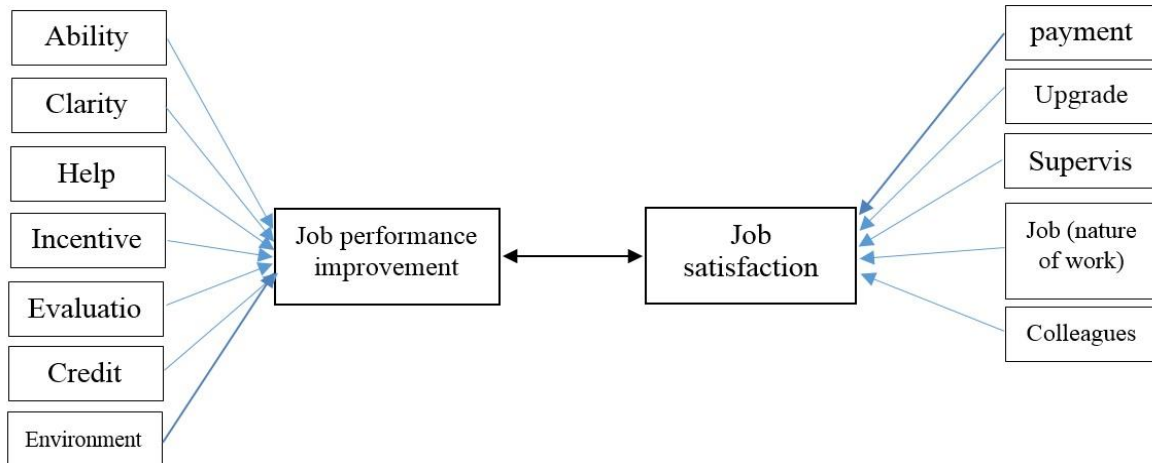 Ability
Clarity
Help
Incentive
Evaluatio
Credit
Environment
Job performance
improvement
Job
satisfaction
payment
Upgrade
Supervis
Job (nature
of work)
Colleagues